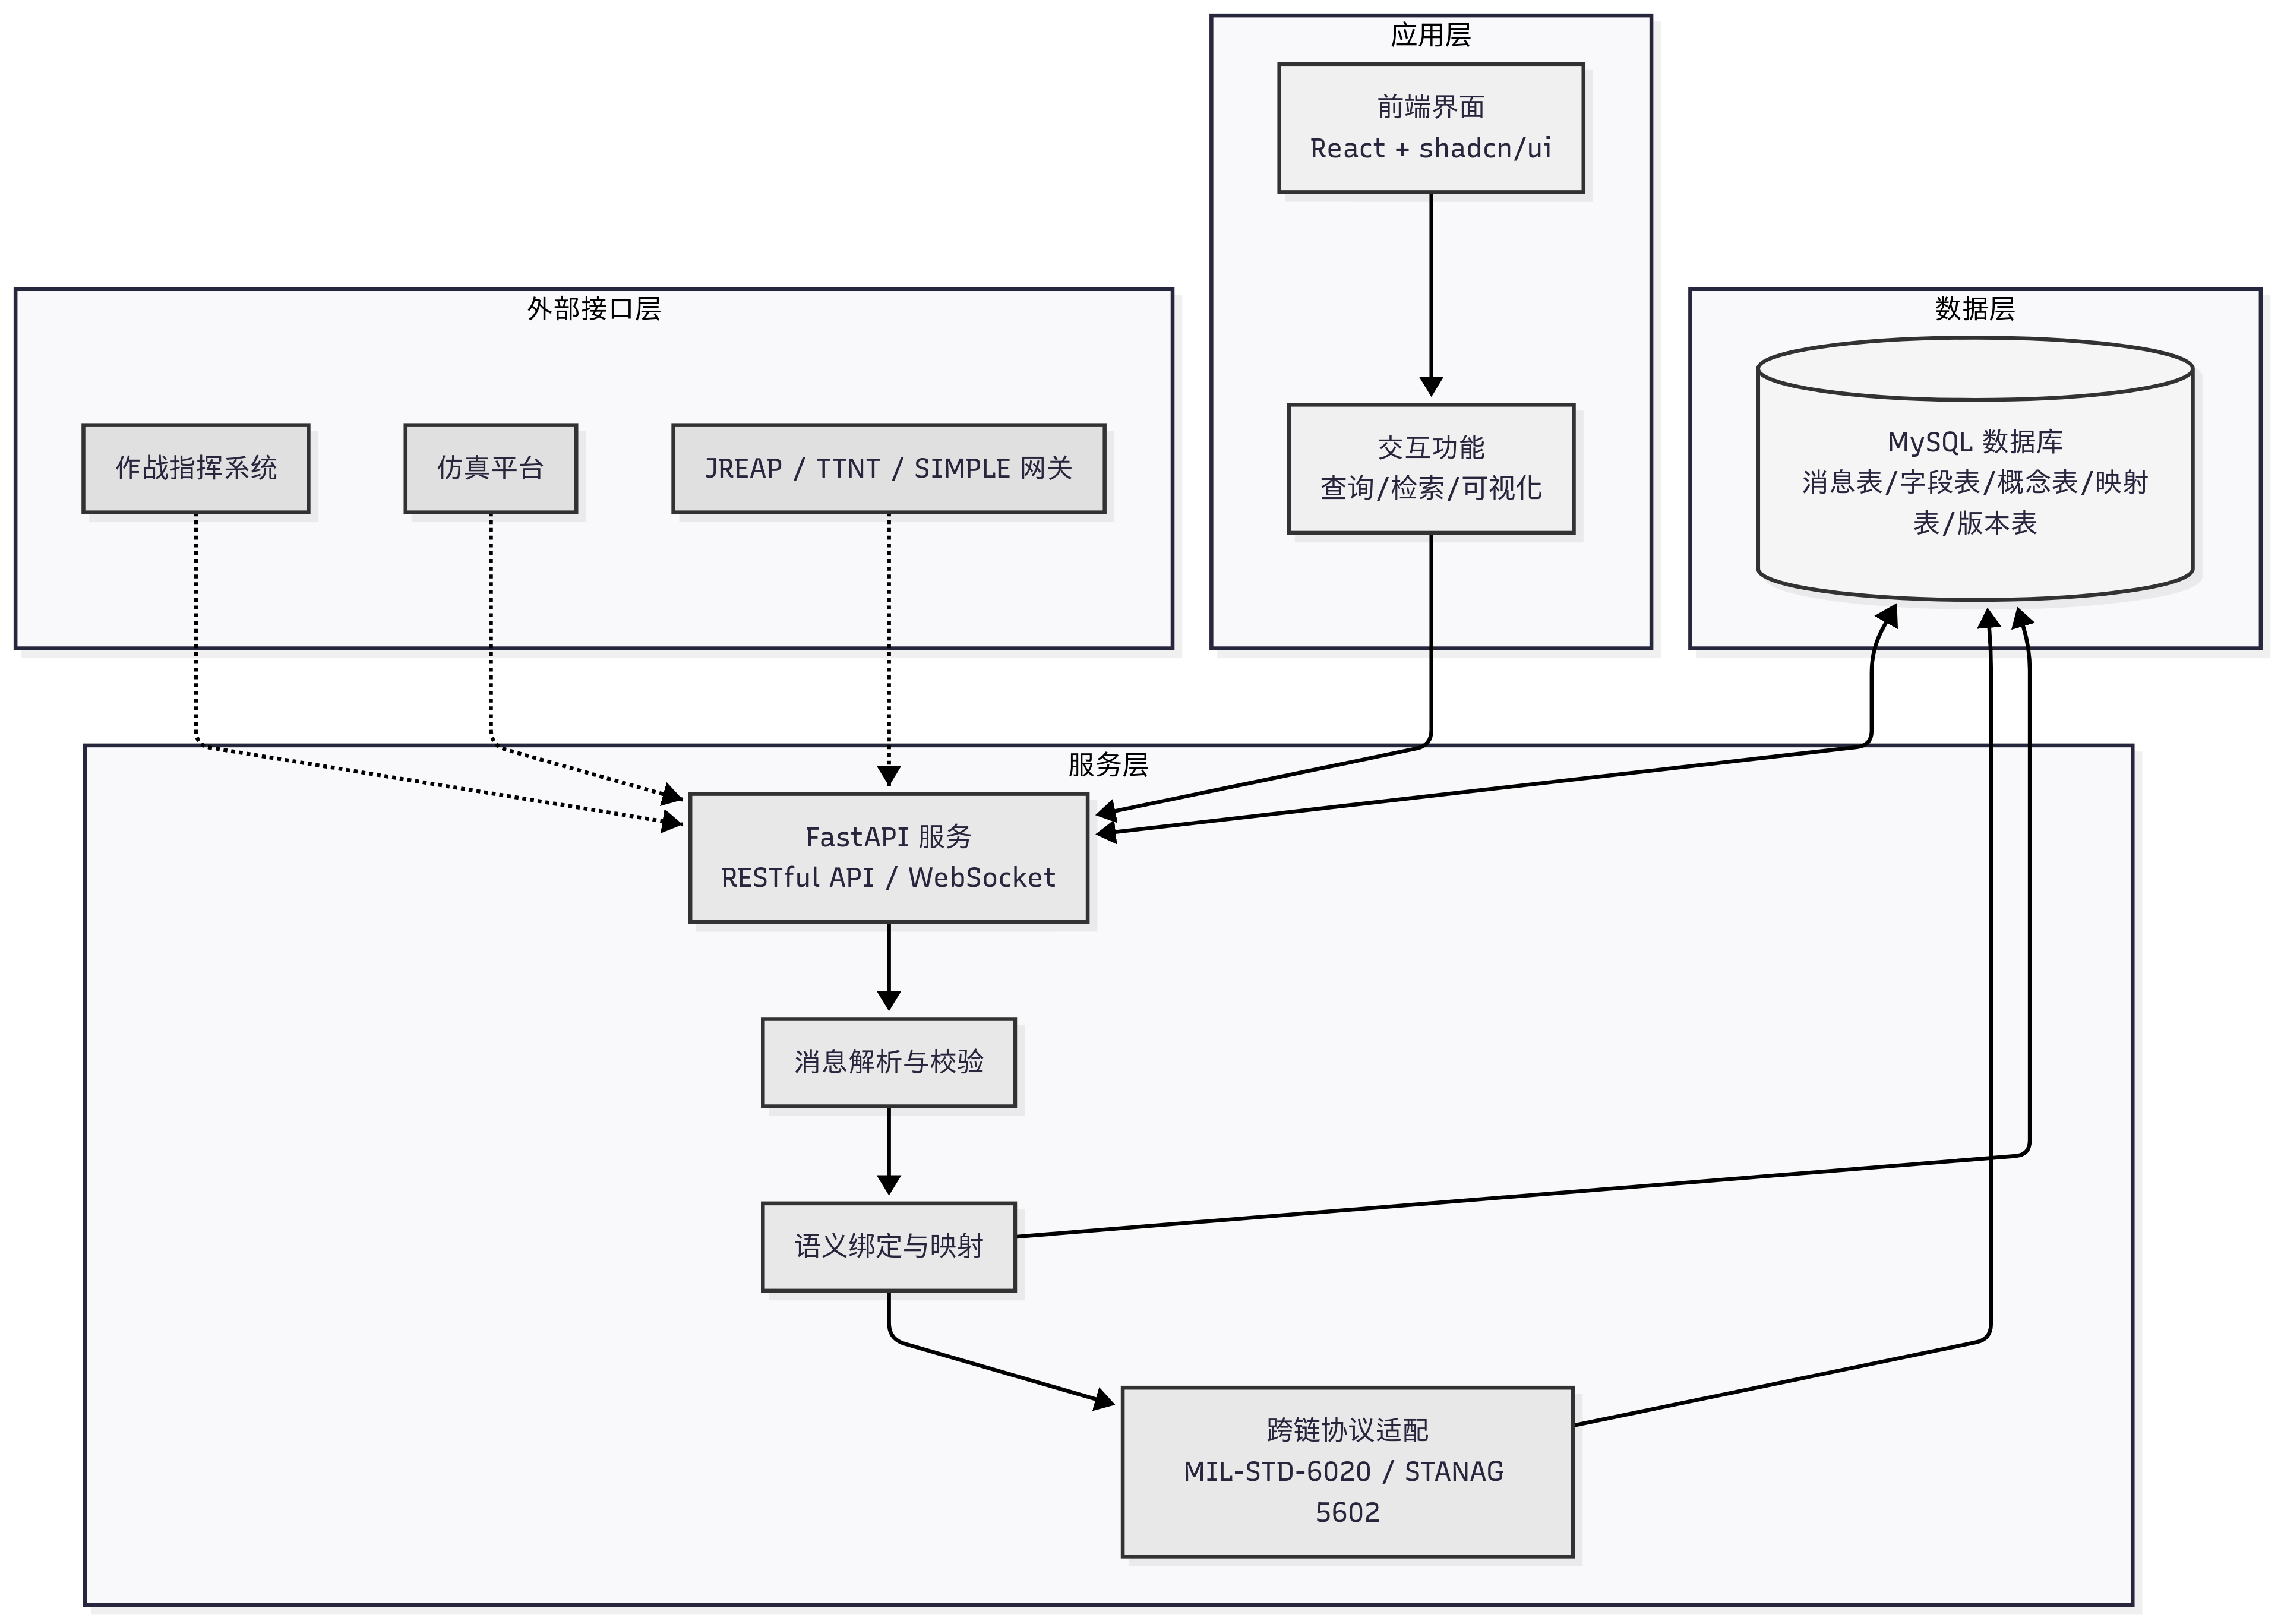 应用层
前端界面
React + shadcn/ui
外部接口层
数据层
作战指挥系统
仿真平台
JREAP / TTNT / SIMPLE 网关
交互功能
查询/检索/可视化
MySQL 数据库
消息表/字段表/概念表/映射
表/版本表
服务层
FastAPI 服务
RESTful API / WebSocket
消息解析与校验
语义绑定与映射
跨链协议适配
MIL-STD-6020 / STANAG
5602